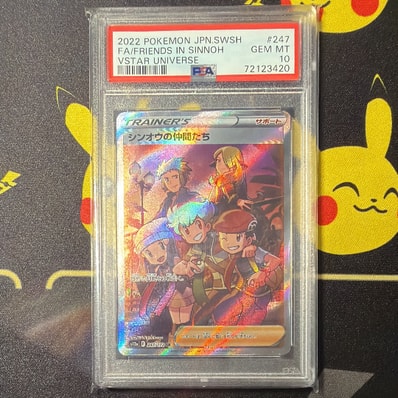 2022 POKEMON JPN.SWSH #247
FA/FRIENDS IN SINNOH GEM MT
VSTAR UNIVERSE 10
PSA 72123420
TRAINER'S サポート
シンオウの仲間たち